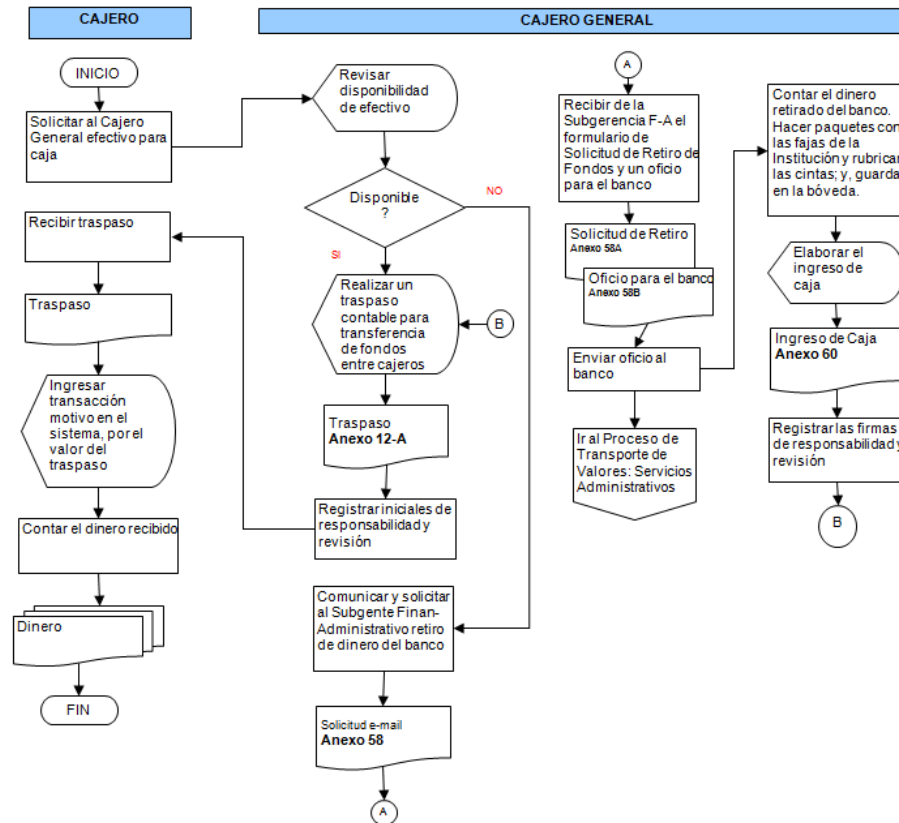 CAJERO
INICIO
Solicitar al Cajero
General efectivo para
caja
Recibir traspaso
Traspaso
Ingresar
transacción
motivo en el
sistema, por el
valor del
traspaso
Contar el dinero recibido
Dinero
FIN
CAJERO GENERAL
Revisar
disponibilidad
de efectivo
Disponible
?
NO
SI
Realizar un
traspaso
contable para
transferencia
de fondos
entre cajeros
B
Traspaso
Anexo 12-A
Registrar iniciales de
responsabilidad y
revisión
Comunicar y solicitar
al Subgente Finan-
Administrativo retiro
de dinero del banco
Solicitud e-mail
Anexo 58
A
A
Recibir de la
Subgerencia F-A el
formulario de
Solicitud de Retiro de
Fondos y un oficio
para el banco
Solicitud de Retiro
Anexo 58A
Oficio para el banco
Anexo 58B
Enviar oficio al
banco
Ir al Proceso de
Transporte de
Valores: Servicios
Administrativos
Contar el dinero
retirado del banco.
Hacer paquetes con
las fajas de la
Institución y rubricar
las cintas; y, guarda
en la bóveda.
Elaborar el
ingreso de
caja
Ingreso de Caja
Anexo 60
Registrar las firmas
de responsabilidad y
revisión
B